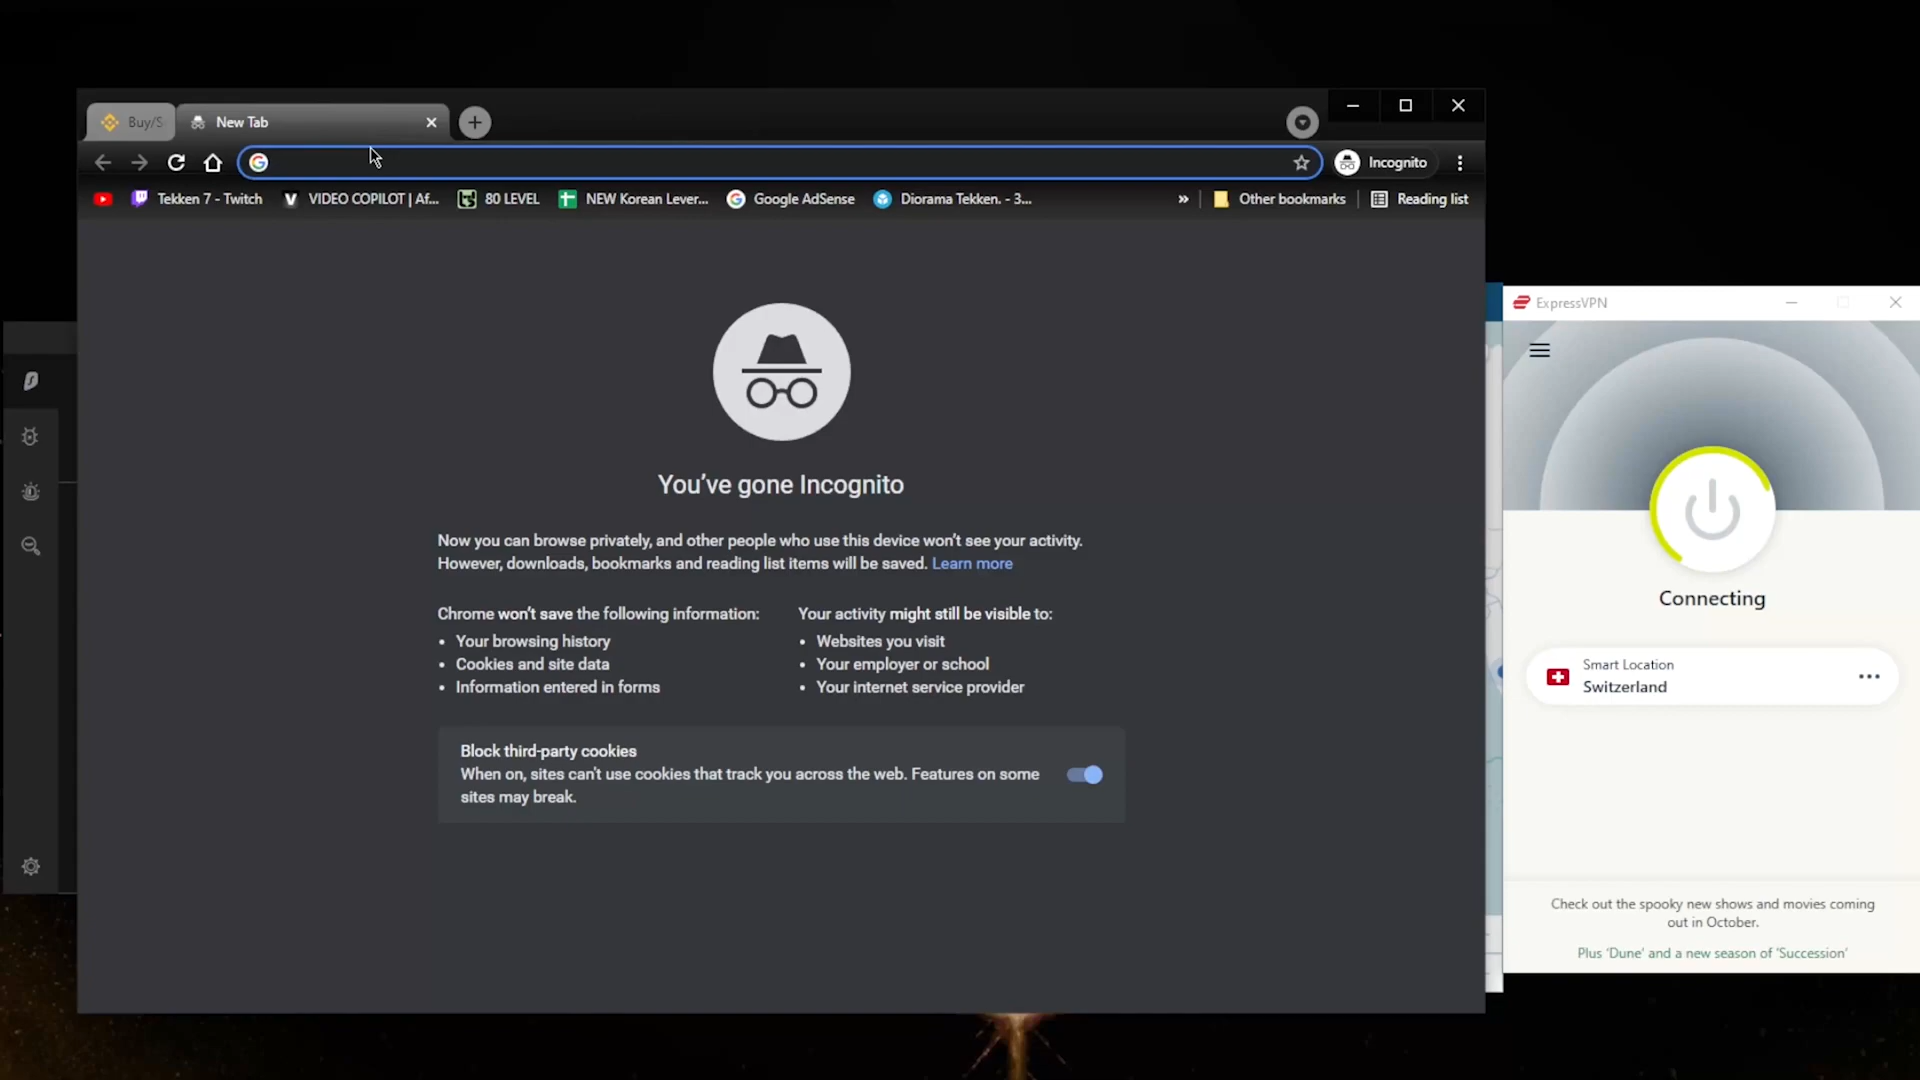 Buy/S
New Tab
Incognito
Tekken 7 - Twitch
VIDEO COPILOT | Af...
80 LEVEL
NEW Korean Lever...
Google AdSense
Diorama Tekken. - 3...
»
Other bookmarks
Reading list
You've gone Incognito
Now you can browse privately, and other people who use this device won't see your activity.
However, downloads, bookmarks and reading list items will be saved. Learn more
Chrome won't save the following information:
• Your browsing history
• Cookies and site data
• Information entered in forms
Your activity might still be visible to:
• Websites you visit
• Your employer or school
• Your internet service provider
Block third-party cookies
When on, sites can't use cookies that track you across the web. Features on some
sites may break.
ExpressVPN
Connecting
Smart Location
Switzerland
Check out the spooky new shows and movies coming
out in October.
Plus 'Dune' and a new season of 'Succession'